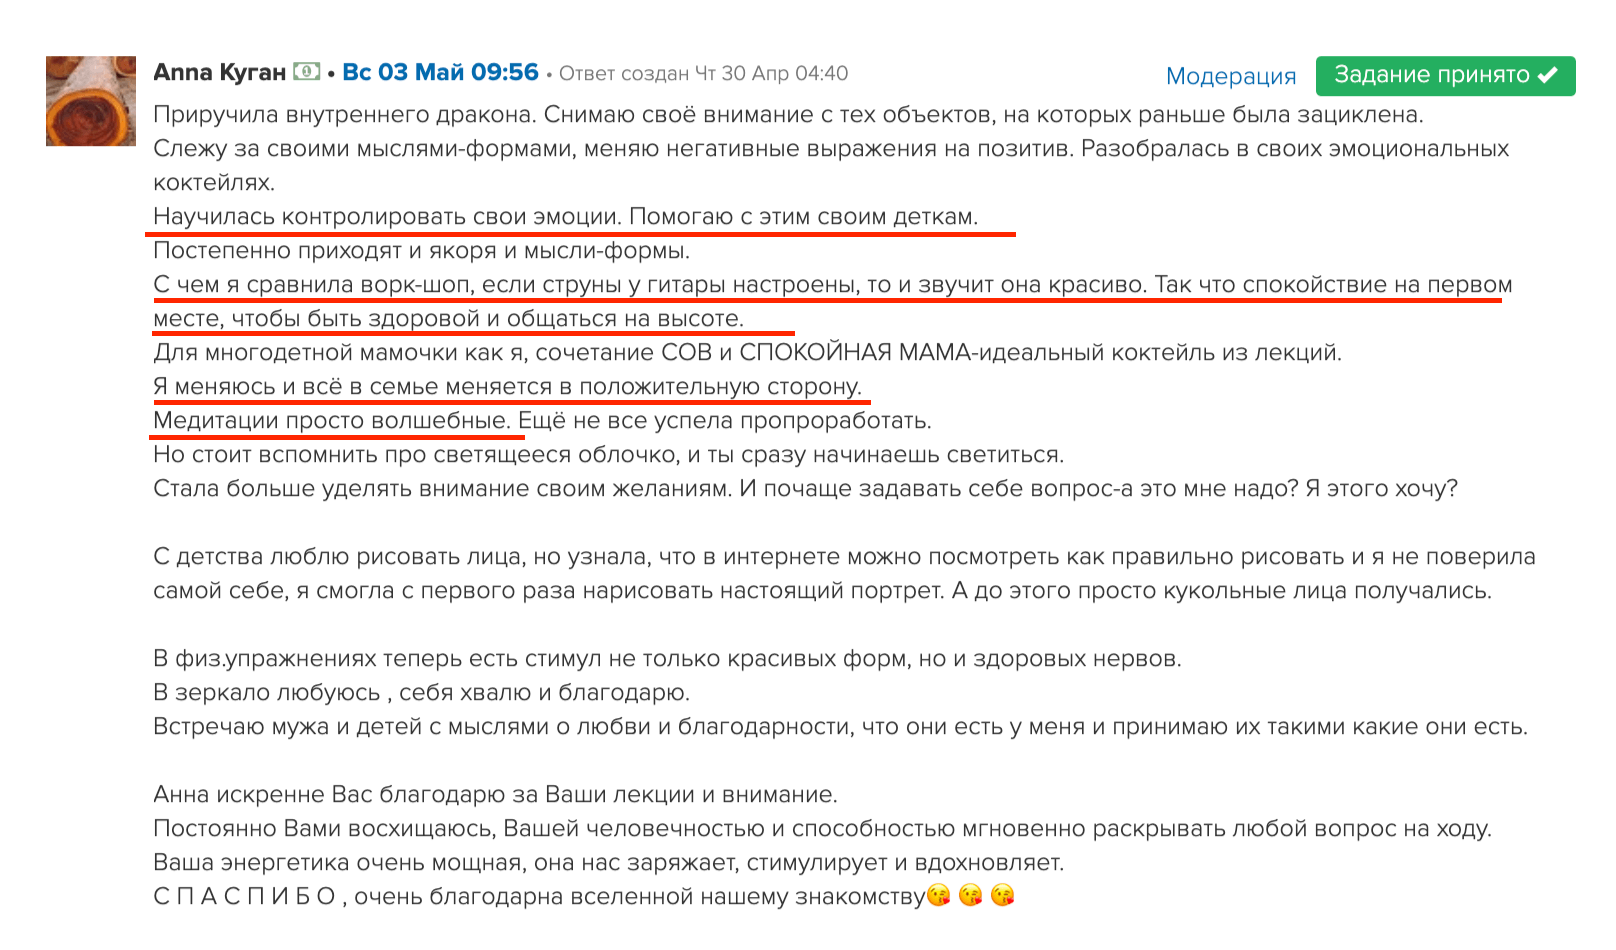 Anna Куган • Вс 03 Май 09:56 • Ответ создан Чт 30 Апр 04:40
Модерация
Задание принято
Приручила внутреннего дракона. Снимаю своё внимание с тех объектов, на которых раньше была зациклена.
Слежу за своими мыслями-формами, меняю негативные выражения на позитив. Разобралась в своих эмоциональных
коктейлях.
Научилась контролировать свои эмоции. Помогаю с этим своим деткам.
Постепенно приходят и якоря и мысли-формы.
С чем я сравнила ворк-шоп, если струны у гитары настроены, то и звучит она красиво. Так что спокойствие на первом
месте, чтобы быть здоровой и общаться на высоте.
Для многодетной мамочки как я, сочетание СОВ и СПОКОЙНАЯ МАМА-идеальный коктейль из лекций.
Я меняюсь и всё в семье меняется в положительную сторону.
Медитации просто волшебные. Ещё не все успела пропроработать.
Но стоит вспомнить про светящееся облочко, и ты сразу начинаешь светиться.
Стала больше уделять внимание своим желаниям. И почаще задавать себе вопрос-а это мне надо? Я этого хочу?
С детства люблю рисовать лица, но узнала, что в интернете можно посмотреть как правильно рисовать и я не поверила
самой себе, я смогла с первого раза нарисовать настоящий портрет. А до этого просто кукольные лица получались.
В физ.упражнениях теперь есть стимул не только красивых форм, но и здоровых нервов.
В зеркало любуюсь , себя хвалю и благодарю.
Встречаю мужа и детей с мыслями о любви и благодарности, что они есть у меня и принимаю их такими какие они есть.
Анна искренне Вас благодарю за Ваши лекции и внимание.
Постоянно Вами восхищаюсь, Вашей человечностью и способностью мгновенно раскрывать любой вопрос на ходу.
Ваша энергетика очень мощная, она нас заряжает, стимулирует и вдохновляет.
С П А С П И Б О , очень благодарна вселенной нашему знакомству😘 😘 😘